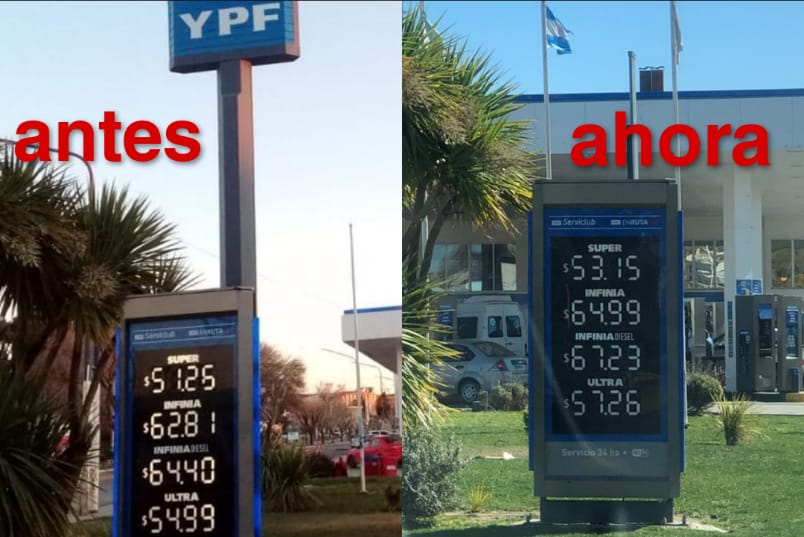 YPF
antes
Serviclub ENRUTA
SUPER
$51.25
INFINIA
$62.81
INFINIA DIESEL
$64.40
ULTRA
$54.99
ahora
Serviclub ENRUTA
SUPER
$53.15
INFINIA
$64.99
INFINIA DIESEL
$67.23
ULTRA
$57.26
Servicio 24 hs